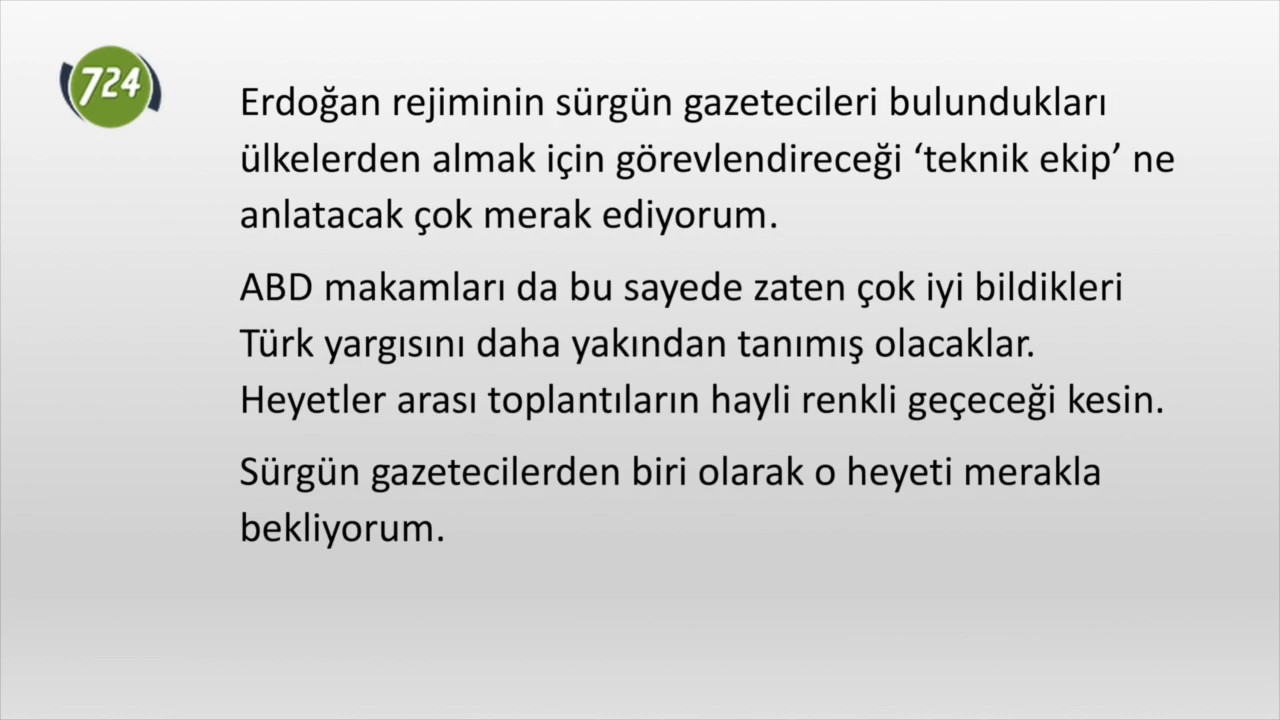 724
Erdoğan rejiminin sürgün gazetecileri bulundukları
ülkelerden almak için görevlendireceği ‘teknik ekip’ ne
anlatacak çok merak ediyorum.
ABD makamları da bu sayede zaten çok iyi bildikleri
Türk yargısını daha yakından tanımış olacaklar.
Heyetler arası toplantıların hayli renkli geçeceği kesin.
Sürgün gazetecilerden biri olarak o heyeti merakla
bekliyorum.